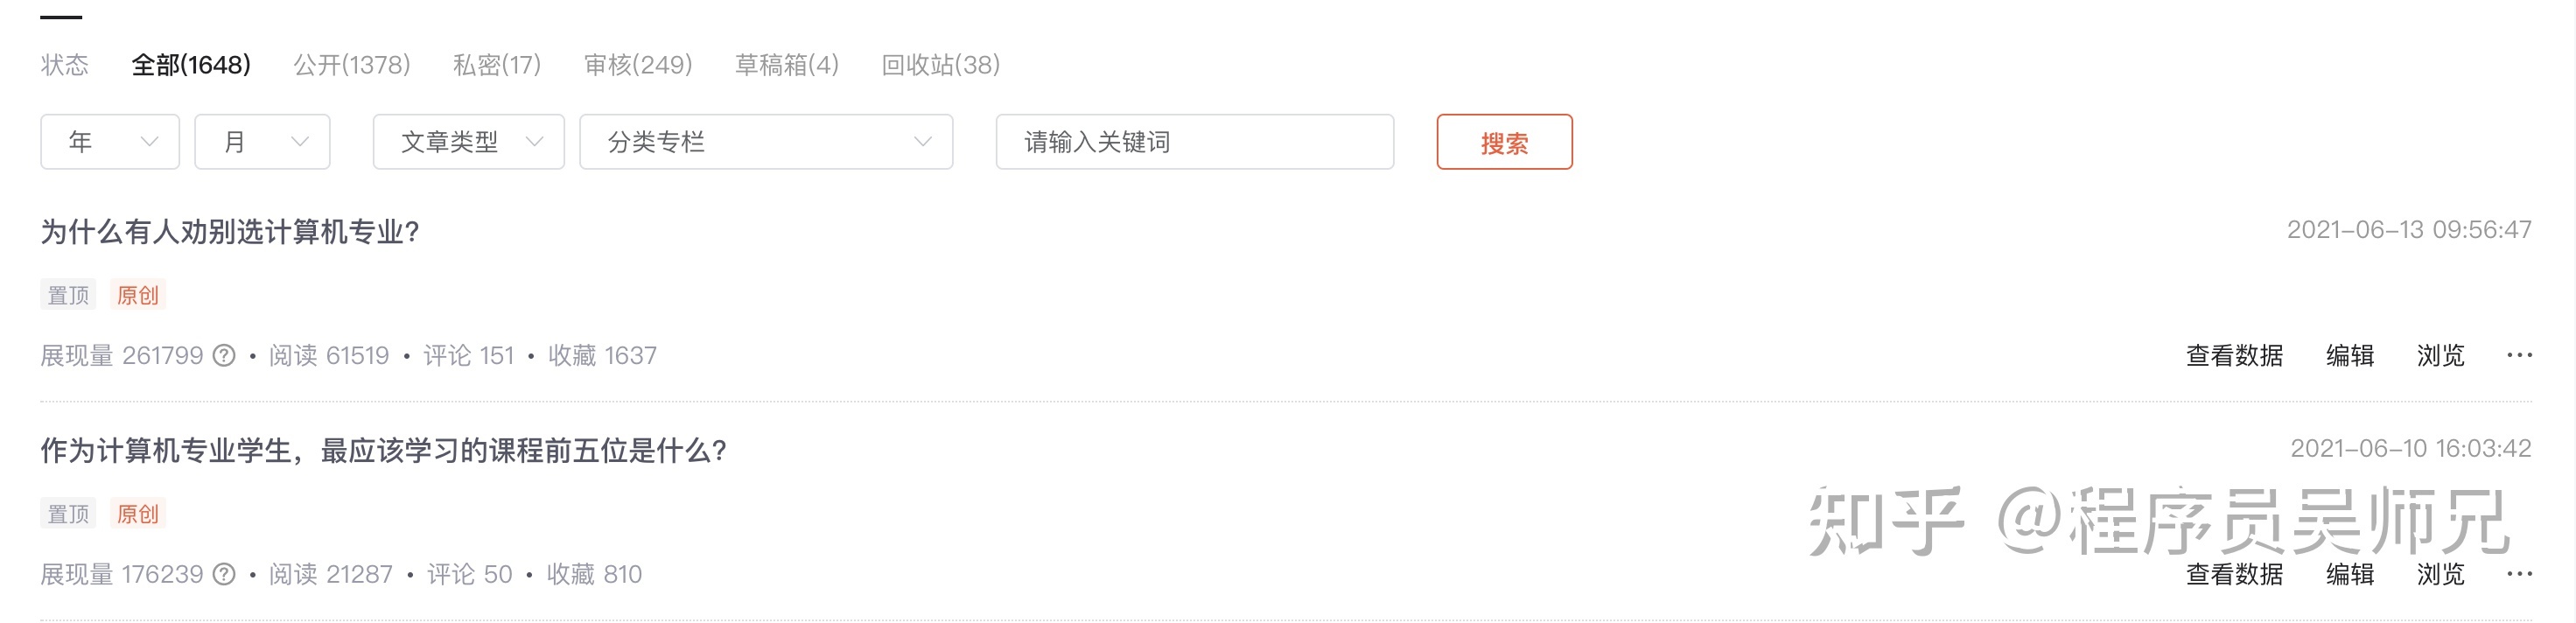 状态 全部(1648) 公开(1378) 私密(17) 审核(249) 草稿箱(4) 回收站(38)
年 月 文章类型 分类专栏 请输入关键词 搜索
为什么有人劝别选计算机专业? 2021-06-13 09:56:47
置顶 原创
展现量 261799 ? • 阅读 61519 • 评论 151 • 收藏 1637 查看数据 编辑 浏览 ···
作为计算机专业学生，最应该学习的课程前五位是什么? 2021-06-10 16:03:42
置顶 原创
知乎 @程序员吴师兄
展现量 176239 ? • 阅读 21287 • 评论 50 • 收藏 810 查看数据 编辑 浏览 ···